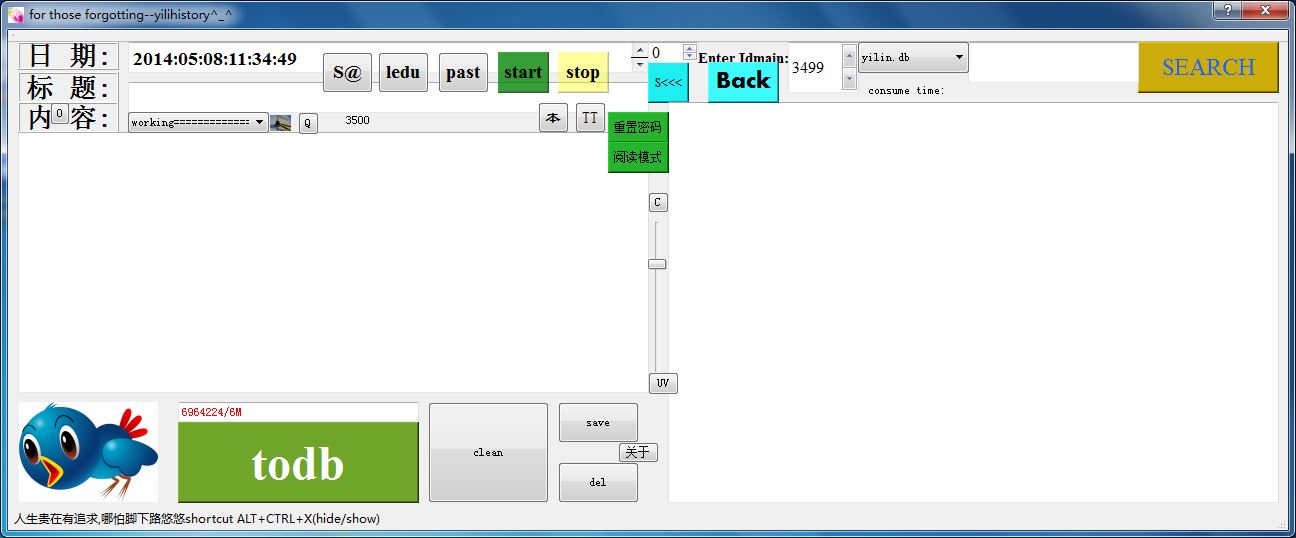 for those forgotting--yilihistory^_^
日 期:
2014:05:08:11:34:49
S@
ledu
past
start
stop
0
Enter Idmain:
3499
yilin.db
SEARCH
S<<<
Back
consume time:
标 题:
内 容:
0
working=============
Q
3500
本
TT
重置密码
阅读模式
C
UV
6964224/6M
todb
clean
save
关于
del
人生贵在有追求,哪怕脚下路悠悠shortcut ALT+CTRL+X(hide/show)